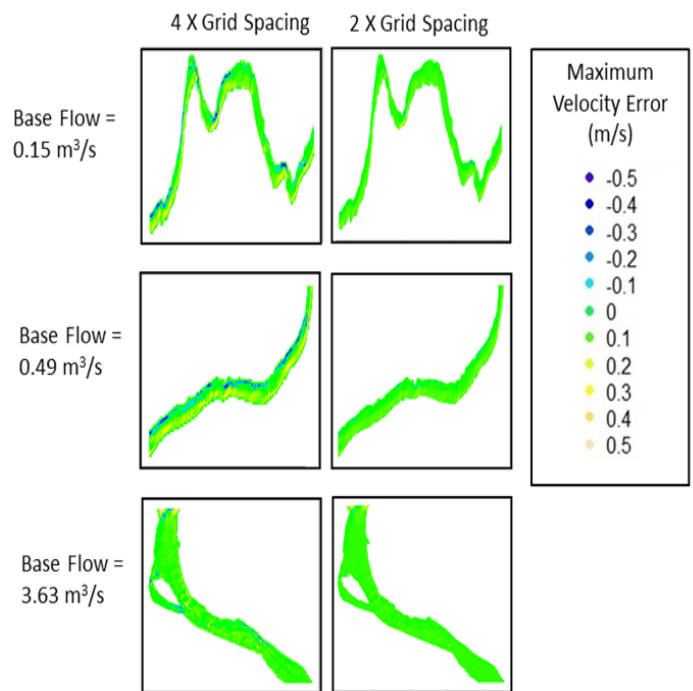 4 X Grid Spacing
2 X Grid Spacing
Maximum
Velocity Error
(m/s)
-0.5
-0.4
-0.3
-0.2
-0.1
0
0.1
0.2
0.3
0.4
0.5
Base Flow =
0.15 m³/s
Base Flow =
0.49 m³/s
Base Flow =
3.63 m³/s